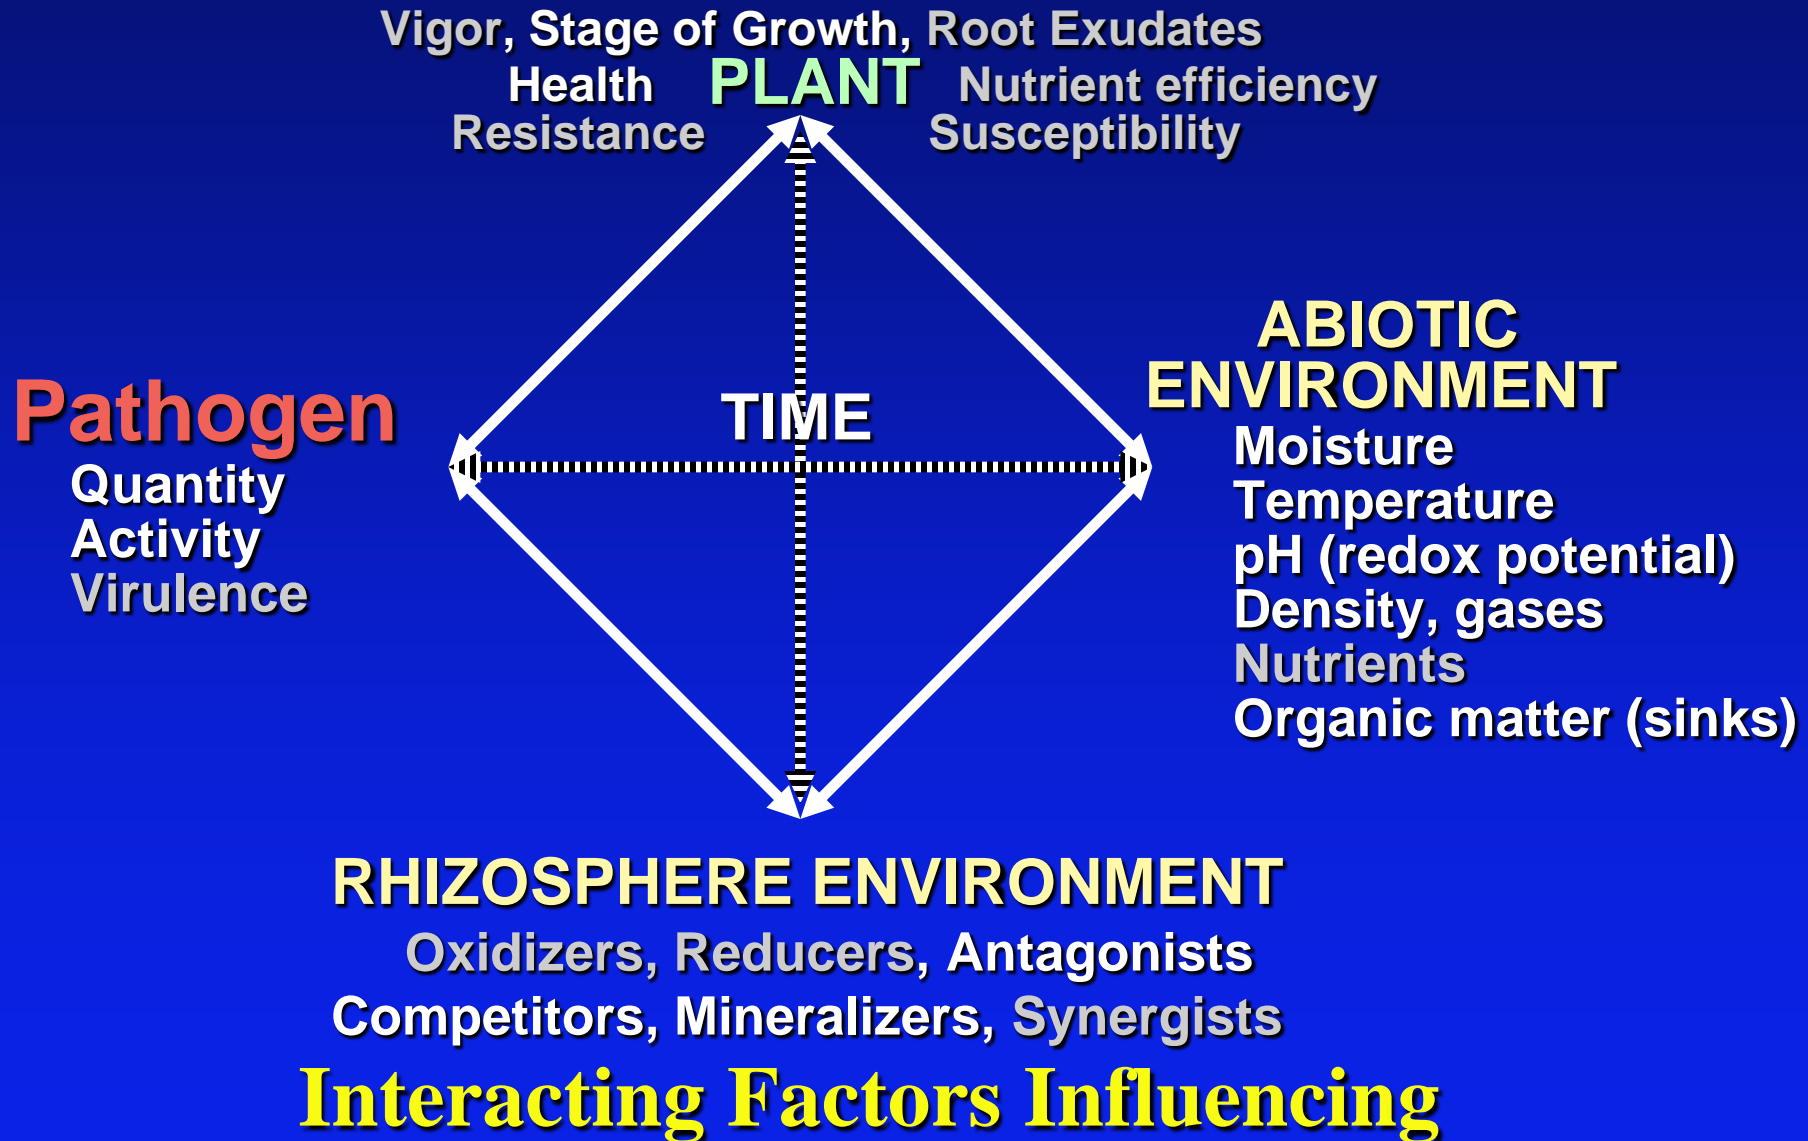 Vigor, Stage of Growth, Root Exudates
Health PLANT Nutrient efficiency
Resistance Susceptibility
ABIOTIC
ENVIRONMENT
Moisture
Temperature
pH (redox potential)
Density, gases
Nutrients
Organic matter (sinks)
Pathogen
Quantity
Activity
Virulence
TIME
RHIZOSPHERE ENVIRONMENT
Oxidizers, Reducers, Antagonists
Competitors, Mineralizers, Synergists
Interacting Factors Influencing